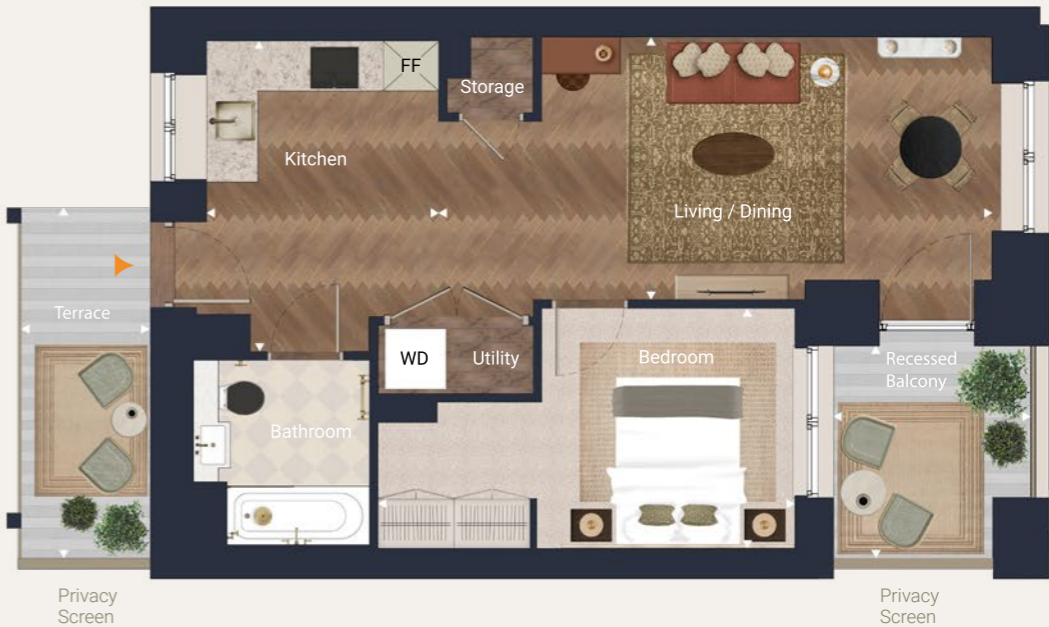 FF
Storage
Kitchen
Living / Dining
Terrace
WD
Utility
Bedroom
Recessed
Balcony
Bathroom
Privacy
Screen
Privacy
Screen